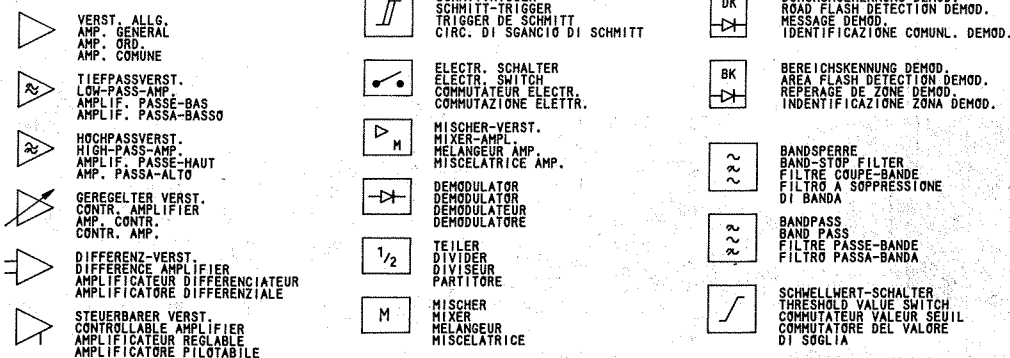 VERST. ALLG.
AMP. GENERAL
AMP. ORD.
AMP. COMUNE
TIEFPASSVERST.
LOW-PASS-AMP.
AMPLIF. PASSE-BAS
AMPLIF. PASSA-BASSO
HOCHPASSVERST.
HIGH-PASS-AMP.
AMPLIF. PASSE-HAUT
AMP. PASSA-ALTO
GEREGELTER VERST.
CONTR. AMPLIFIER
AMP. CONTR.
CONTR. AMP.
DIFFERENZ-VERST.
DIFFERENCE AMPLIFIER
AMPLIFICATEUR DIFFERENCIATEUR
AMPLIFICATORE DIFFERENZIALE
STEUERBARER VERST.
CONTROLLABLE AMPLIFIER
AMPLIFICATEUR REGLABLE
AMPLIFICATORE PILOTABILE
SCHMITT-TRIGGER
TRIGGER DE SCHMITT
CIRC. DI SGANCIO DI SCHMITT
ELECTR. SCHALTER
ELECTR. SWITCH
COMMUTATEUR ELECTR.
COMMUTAZIONE ELETTR.
M
MISCHER-VERST.
MIXER-AMPL.
MELANGEUR AMP.
MISCELATRICE AMP.
DEMODULATOR
DEMODULATOR
DEMODULATEUR
DEMODULATORE
1/2
TEILER
DIVIDER
DIVISEUR
PARTITORE
M
MISCHER
MIXER
MELANGEUR
MISCELATRICE
DK
ROAD FLASH DETECTION DEMOD.
MESSAGE DEMOD.
IDENTIFICAZIONE COMUNL. DEMOD.
BK
BEREICHSKENNUNG DEMOD.
AREA FLASH DETECTION DEMOD.
REPERAGE DE ZONE DEMOD.
INDENTIFICAZIONE ZONA DEMOD.
BANDSPERRE
BAND-STOP FILTER
FILTRE COUPE-BANDE
FILTRO A SOPPRESSIONE
DI BANDA
BANDPASS
BAND PASS
FILTRE PASSE-BANDE
FILTRO PASSA-BANDA
SCHWELLWERT-SCHALTER
THRESHOLD VALUE SWITCH
COMMUTATEUR VALEUR SEUIL
COMMUTATORE DEL VALORE
DI SOGLIA